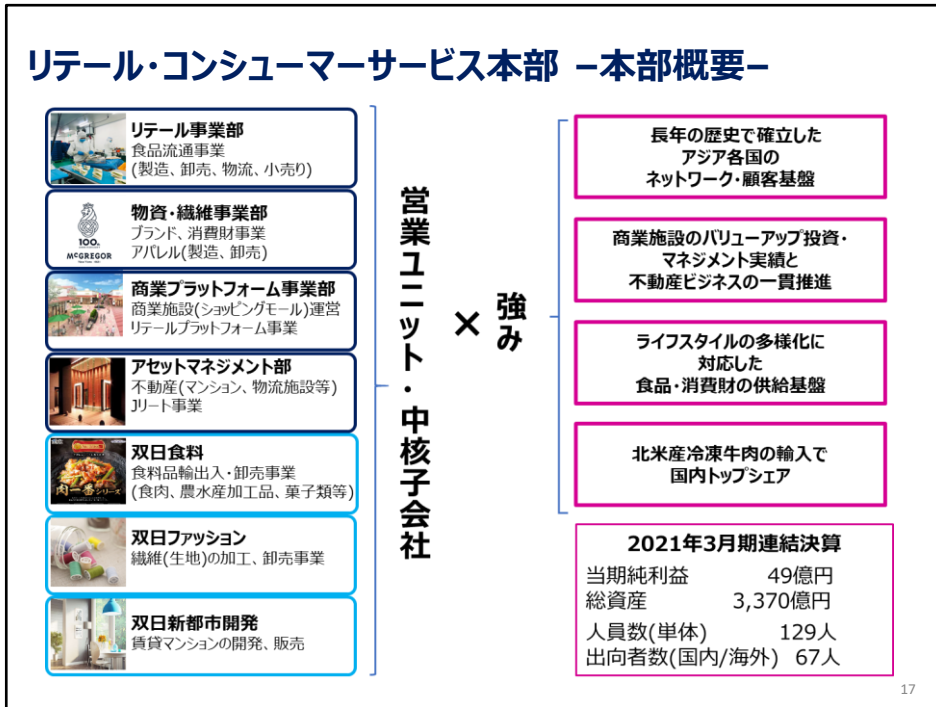 リテール・コンシューマーサービス本部 –本部概要–
リテール事業部
食品流通事業
(製造、卸売、物流、小売り)
100th
McGREGOR
物資・繊維事業部
ブランド、消費財事業
アパレル(製造、卸売)
商業プラットフォーム事業部
商業施設(ショッピングモール)運営
リテールプラットフォーム事業
アセットマネジメント部
不動産(マンション、物流施設等)
Jリート事業
肉一番シリーズ
双日食料
食料品輸出入・卸売事業
(食肉、農水産加工品、菓子類等)
双日ファッション
繊維(生地)の加工、卸売事業
双日新都市開発
賃貸マンションの開発、販売
営業ユニット・中核子会社
×
強み
長年の歴史で確立した
アジア各国の
ネットワーク・顧客基盤
商業施設のバリューアップ投資・
マネジメント実績と
不動産ビジネスの一貫推進
ライフスタイルの多様化に
対応した
食品・消費財の供給基盤
北米産冷凍牛肉の輸入で
国内トップシェア
2021年3月期連結決算
当期純利益 49億円
総資産 3,370億円
人員数(単体) 129人
出向者数(国内/海外) 67人
17